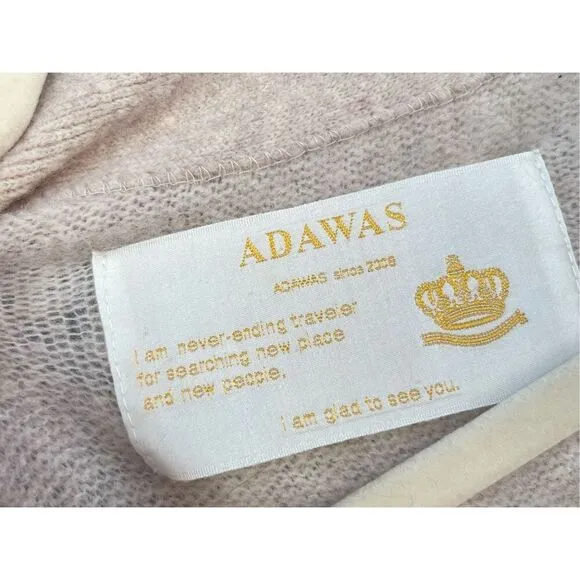 ADAWAS
ADAWAS since 2008
I am never-ending traveler
for searching new place
and new people.
I am glad to see you.